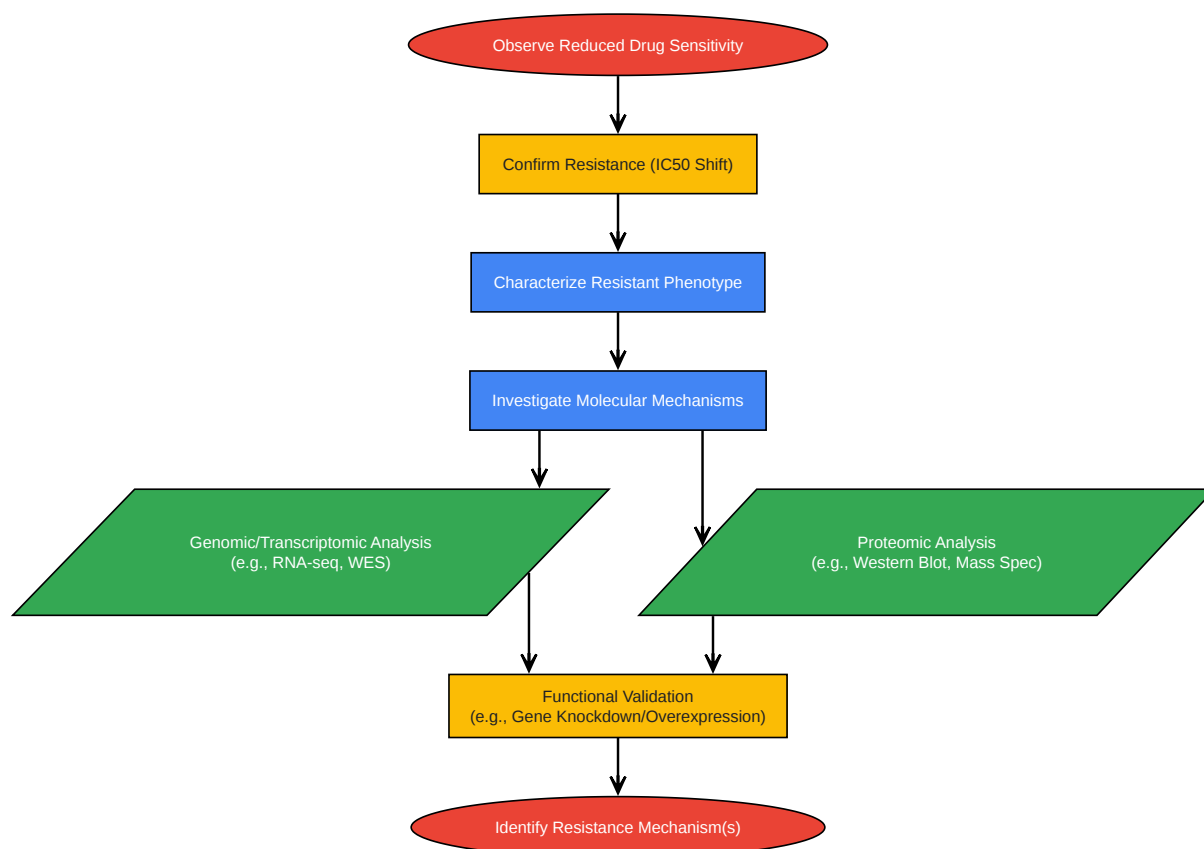 Observe Reduced Drug Sensitivity
Confirm Resistance (IC50 Shift)
Characterize Resistant Phenotype
Investigate Molecular Mechanisms
Genomic/Transcriptomic Analysis
(e.g., RNA-seq, WES)
Proteomic Analysis
(e.g., Western Blot, Mass Spec)
Functional Validation
(e.g., Gene Knockdown/Overexpression)
Identify Resistance Mechanism(s)